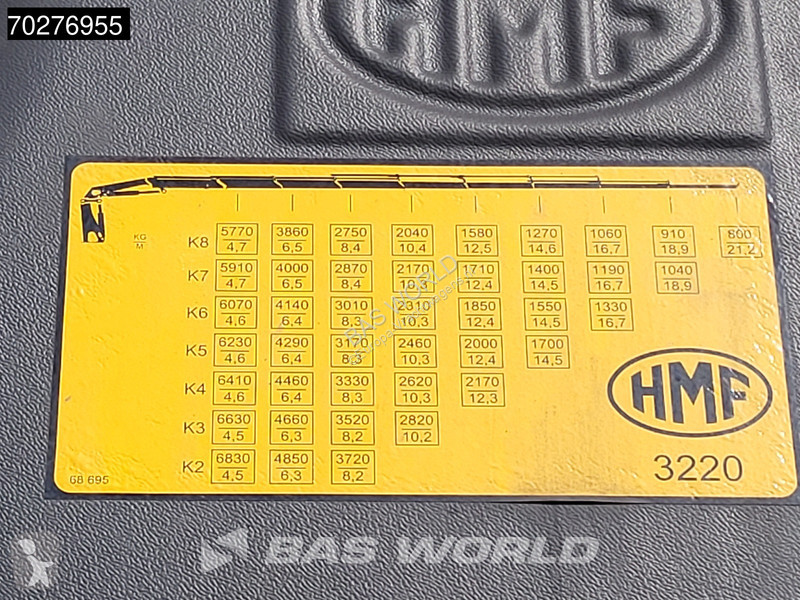 70276955
HMF
KG
M
K8 5770 3860 2750 2040 1580 1270 1060 910 800
4,7 6,5 8,4 10,4 12,5 14,6 16,7 18,9 21,2
K7 5910 4000 2870 2170 1710 1400 1190 1040
4,7 6,5 8,4 10,3 12,4 14,5 16,7 18,9
K6 6070 4140 3010 2310 1850 1550 1330
4,6 6,4 8,3 10,3 12,4 14,5 16,7
K5 6230 4290 3170 2460 2000 1700
4,6 6,4 8,3 10,3 12,4 14,5
K4 6410 4460 3330 2620 2170
4,6 6,4 8,3 10,3 12,3
K3 6630 4660 3520 2820
4,5 6,4 8,2 10,2
K2 6830 4850 3720
4,5 6,3 8,2
HMF
3220
68 695
BAS WORLD
BAS WORLD